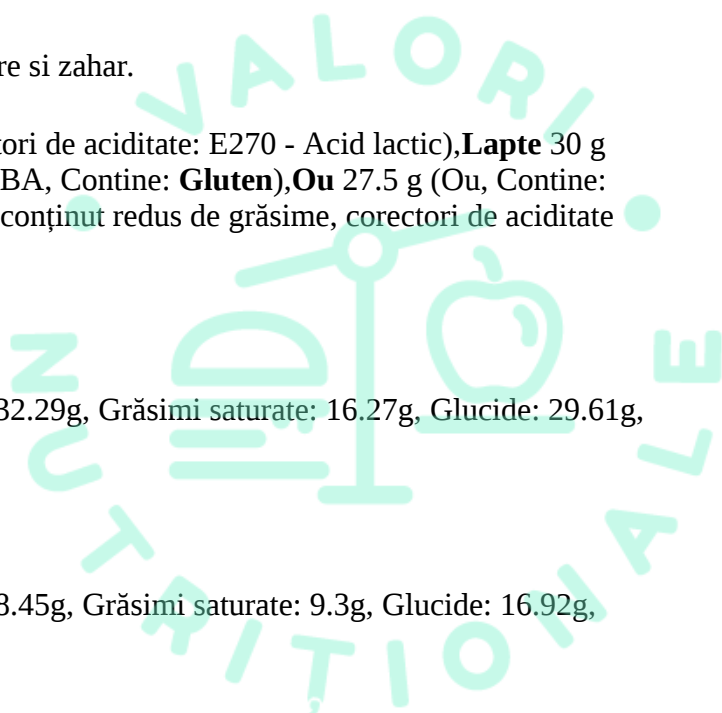 re si zahar.
tori de aciditate: E270 - Acid lactic),Lapte 30 g
BA, Contine: Gluten),Ou 27.5 g (Ou, Contine:
conținut redus de grăsime, corectori de aciditate
32.29g, Grăsimi saturate: 16.27g, Glucide: 29.61g,
8.45g, Grăsimi saturate: 9.3g, Glucide: 16.92g,
VALORI
NUTRIȚIONALE